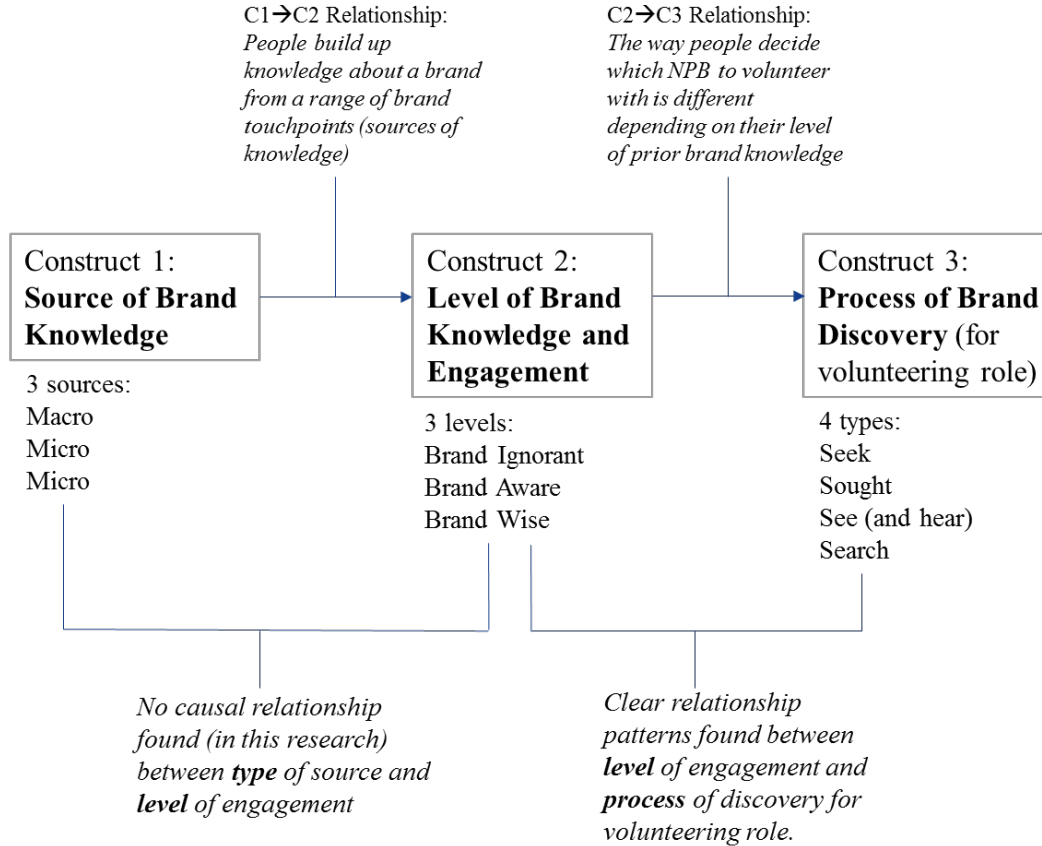 C1→C2 Relationship:
People build up
knowledge about a brand
from a range of brand
touchpoints (sources of
knowledge)
C2→C3 Relationship:
The way people decide
which NPB to volunteer
with is different
depending on their level
of prior brand knowledge
Construct 1:
Source of Brand
Knowledge
3 sources:
Macro
Micro
Micro
Construct 2:
Level of Brand
Knowledge and
Engagement
3 levels:
Brand Ignorant
Brand Aware
Brand Wise
Construct 3:
Process of Brand
Discovery (for
volunteering role)
4 types:
Seek
Sought
See (and hear)
Search
No causal relationship
found (in this research)
between type of source and
level of engagement
Clear relationship
patterns found between
level of engagement and
process of discovery for
volunteering role.